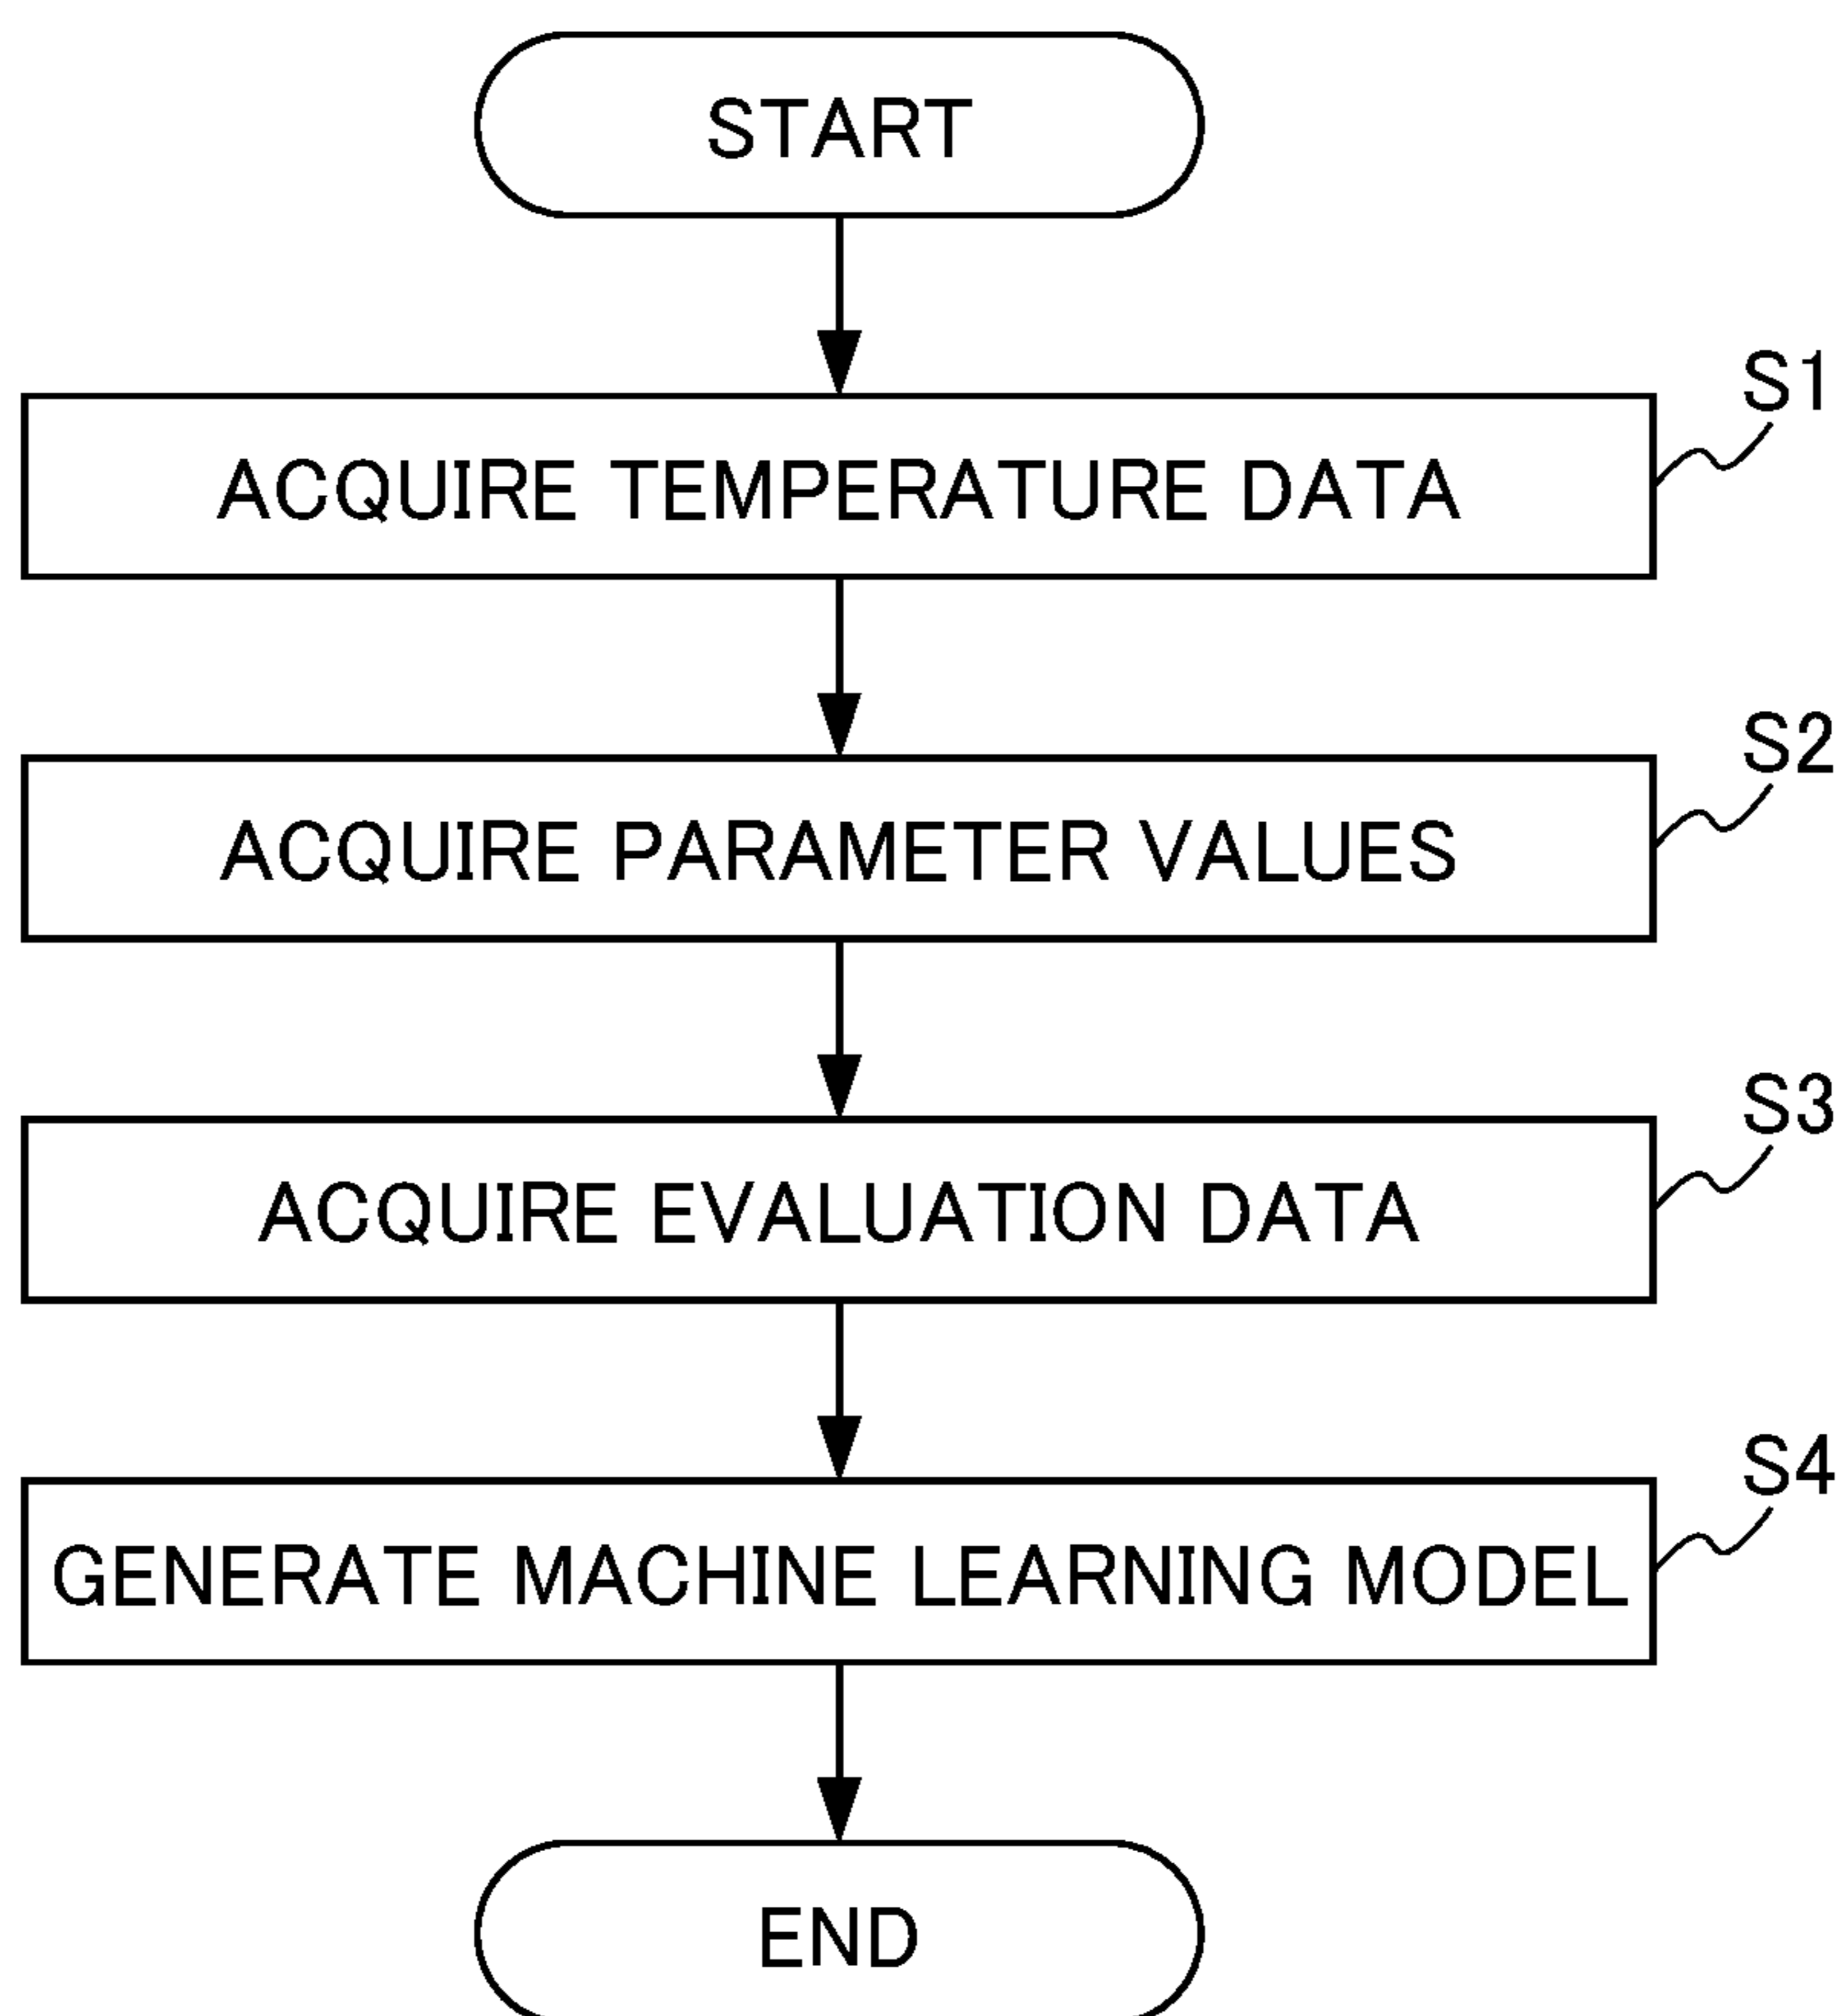 START
S1
ACQUIRE TEMPERATURE DATA
S2
ACQUIRE PARAMETER VALUES
S3
ACQUIRE EVALUATION DATA
S4
GENERATE MACHINE LEARNING MODEL
END